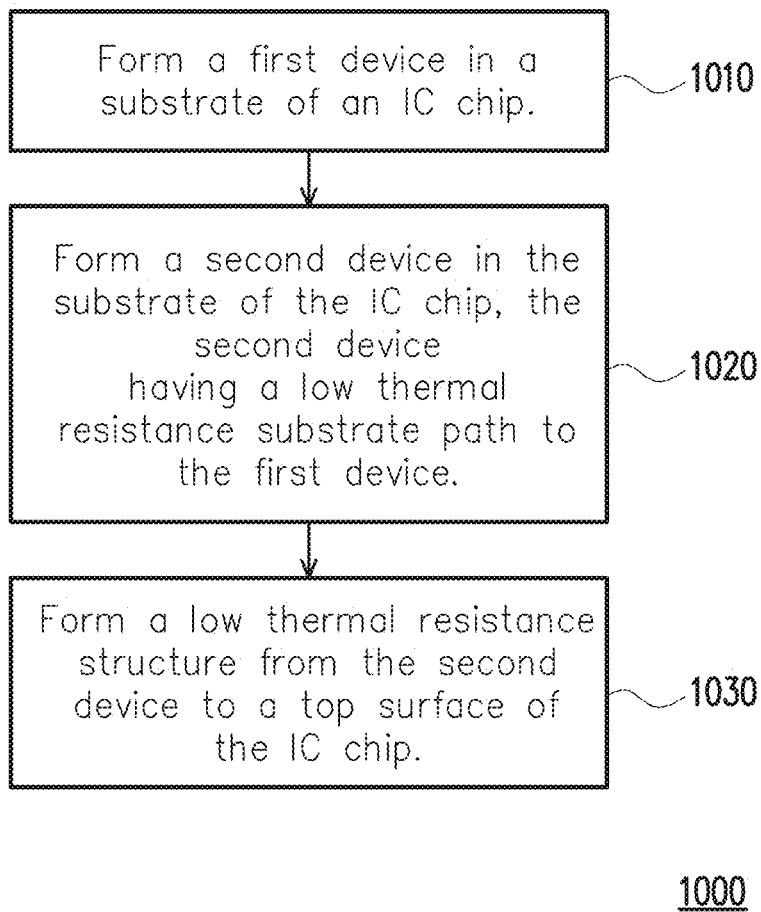 Form a first device in a
substrate of an IC chip.
1010
Form a second device in the
substrate of the IC chip, the
second device
having a low thermal
resistance substrate path to
the first device.
1020
Form a low thermal resistance
structure from the second
device to a top surface of
the IC chip.
1030
1000